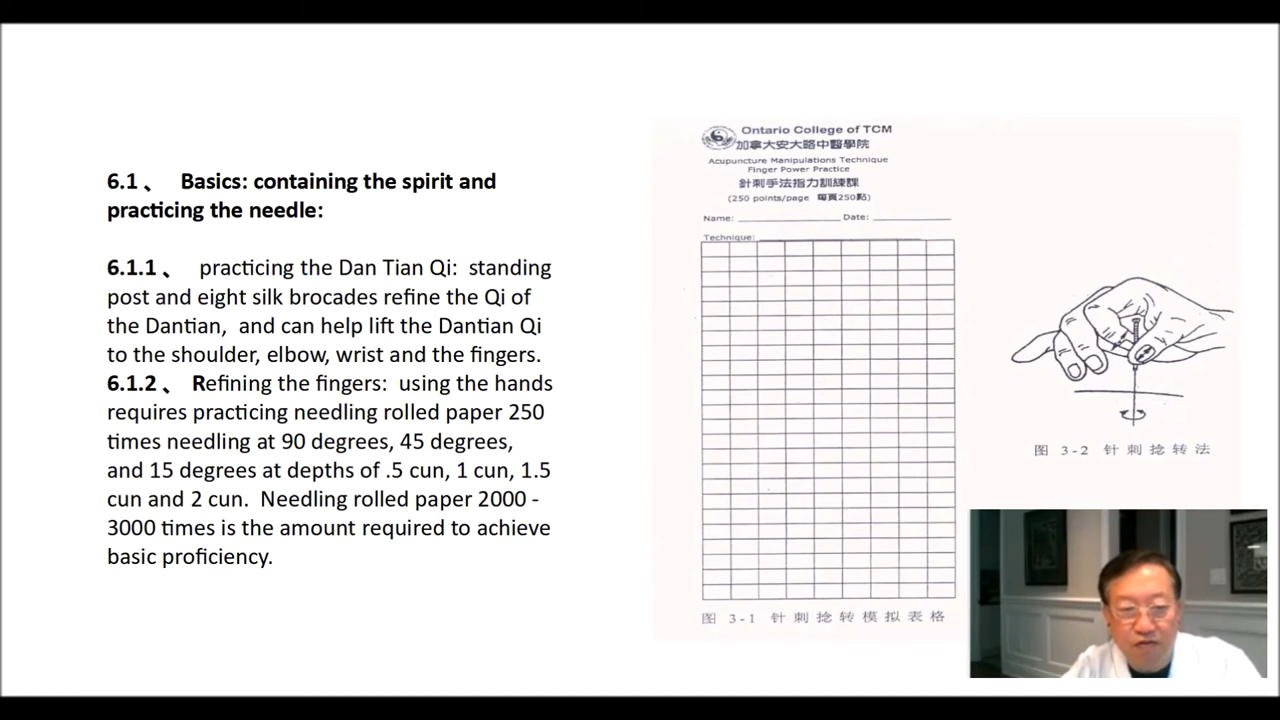 6.1、 Basics: containing the spirit and
practicing the needle:
6.1.1、 practicing the Dan Tian Qi: standing
post and eight silk brocades refine the Qi of
the Dantian, and can help lift the Dantian Qi
to the shoulder, elbow, wrist and the fingers.
6.1.2、 Refining the fingers: using the hands
requires practicing needling rolled paper 250
times needling at 90 degrees, 45 degrees,
and 15 degrees at depths of .5 cun, 1 cun, 1.5
cun and 2 cun. Needling rolled paper 2000 -
3000 times is the amount required to achieve
basic proficiency.
Ontario College of TCM
加拿大安大略中醫學院
Acupuncture Manipulations Technique
Finger Power Practice
針刺手法指力訓練課
(250 points/page 每頁250點)
Name: Date:
Technique:
图 3-1 针刺捻转模拟表格
图 3-2 针刺捻转法